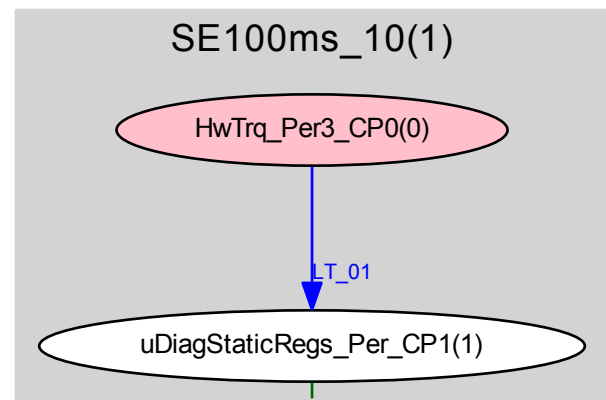 SE100ms_10(1)
HwTrq_Per3_CP0(0)
LT_01
uDiagStaticRegs_Per_CP1(1)